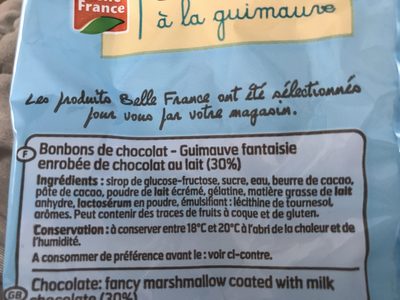 France
à la guimauve
Les produits Belle France ont été sélectionnés
pour vous par votre magasin.
F
Bonbons de chocolat - Guimauve fantaisie
enrobée de chocolat au lait (30%)
Ingrédients : sirop de glucose-fructose, sucre, eau, beurre de cacao,
pâte de cacao, poudre de lait écrémé, gélatine, matière grasse de lait
anhydre, lactosérum en poudre, émulsifiant : lécithine de tournesol,
arômes. Peut contenir des traces de fruits à coque et de gluten.
Conservation : à conserver entre 18°C et 20°C à l'abri de la chaleur et de
l'humidité.
A consommer de préférence avant le : voir ci-contre.
GB
Chocolate: fancy marshmallow coated with milk
chocolate (30%)